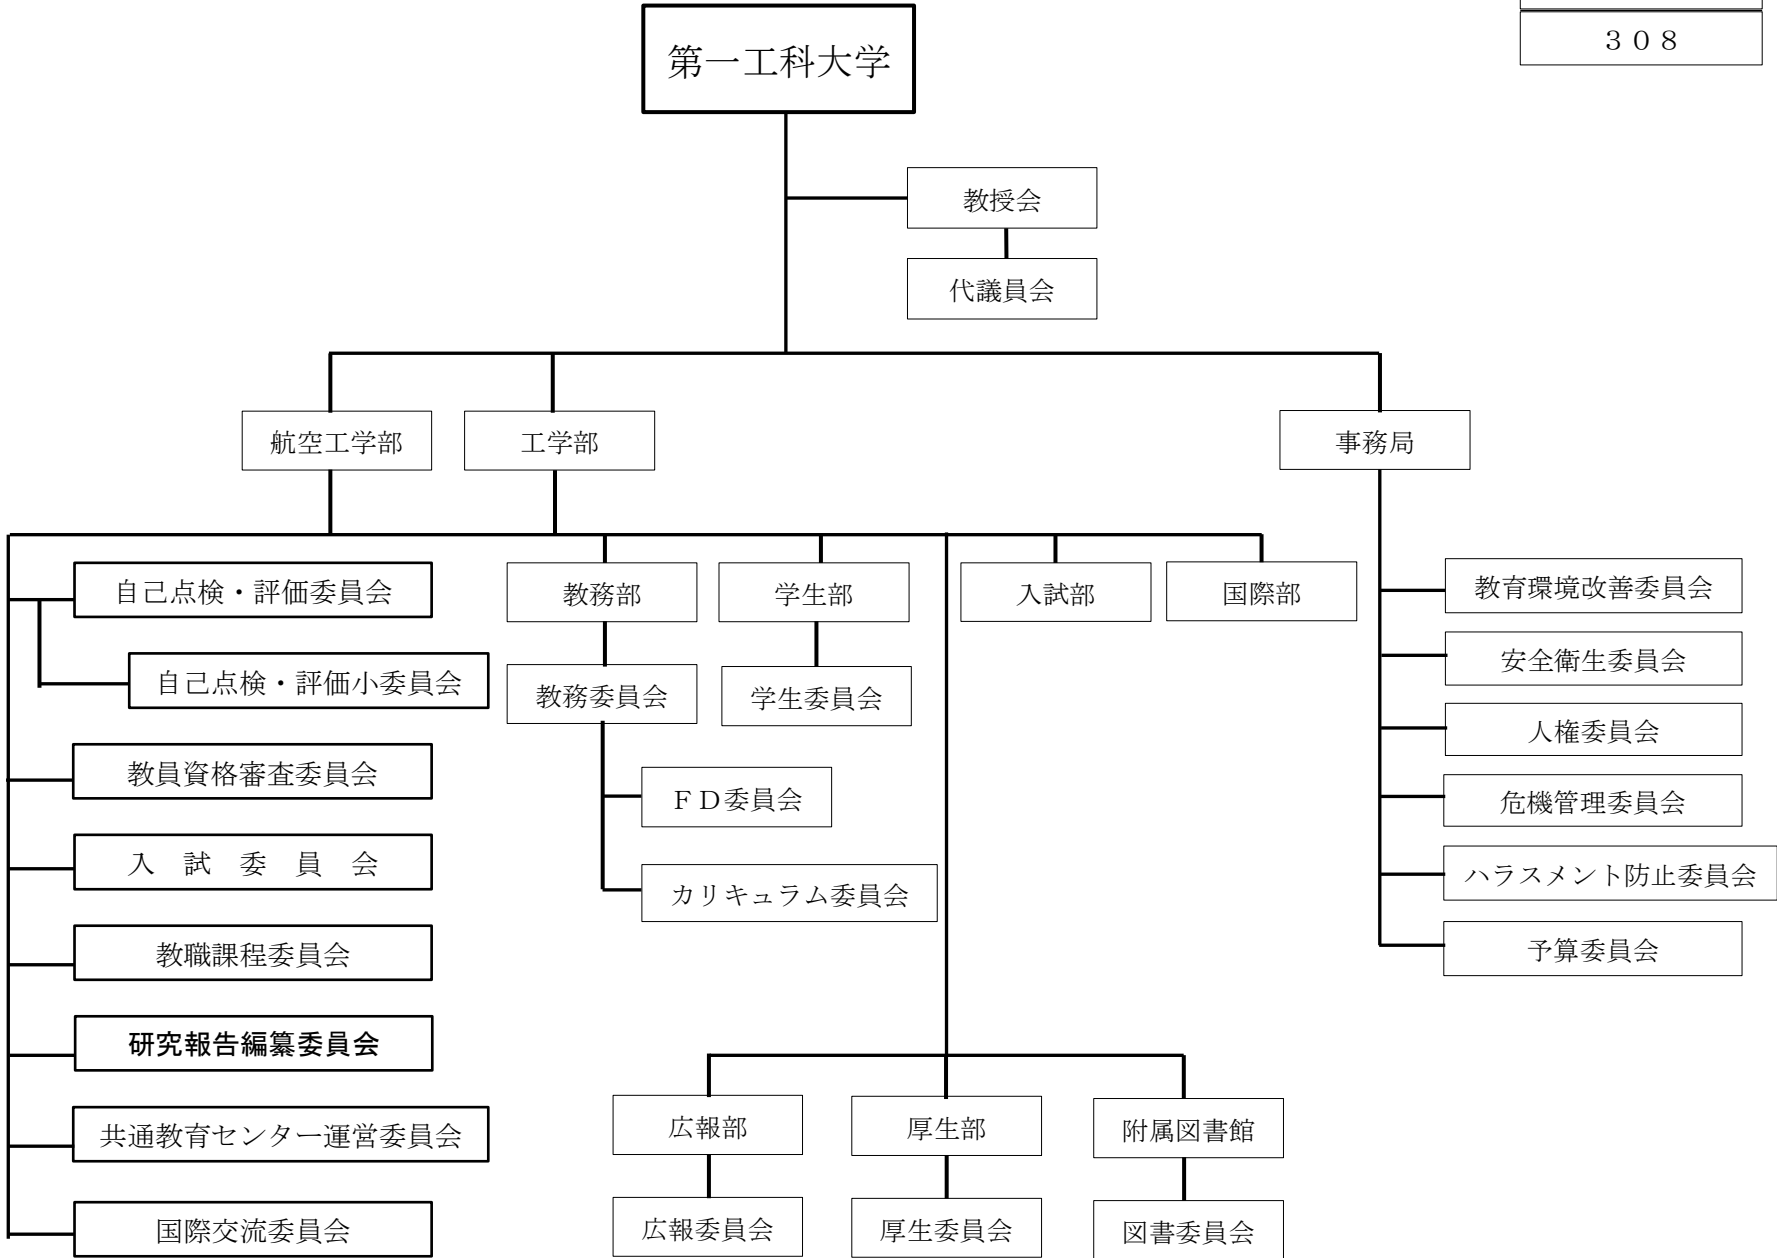 308
第一工科大学
教授会
代議員会
航空工学部
工学部
事務局
自己点検・評価委員会
自己点検・評価小委員会
教員資格審査委員会
入 試 委 員 会
教職課程委員会
研究報告編纂委員会
共通教育センター運営委員会
国際交流委員会
教務部
教務委員会
ＦＤ委員会
カリキュラム委員会
学生部
学生委員会
入試部
国際部
広報部
広報委員会
厚生部
厚生委員会
附属図書館
図書委員会
教育環境改善委員会
安全衛生委員会
人権委員会
危機管理委員会
ハラスメント防止委員会
予算委員会